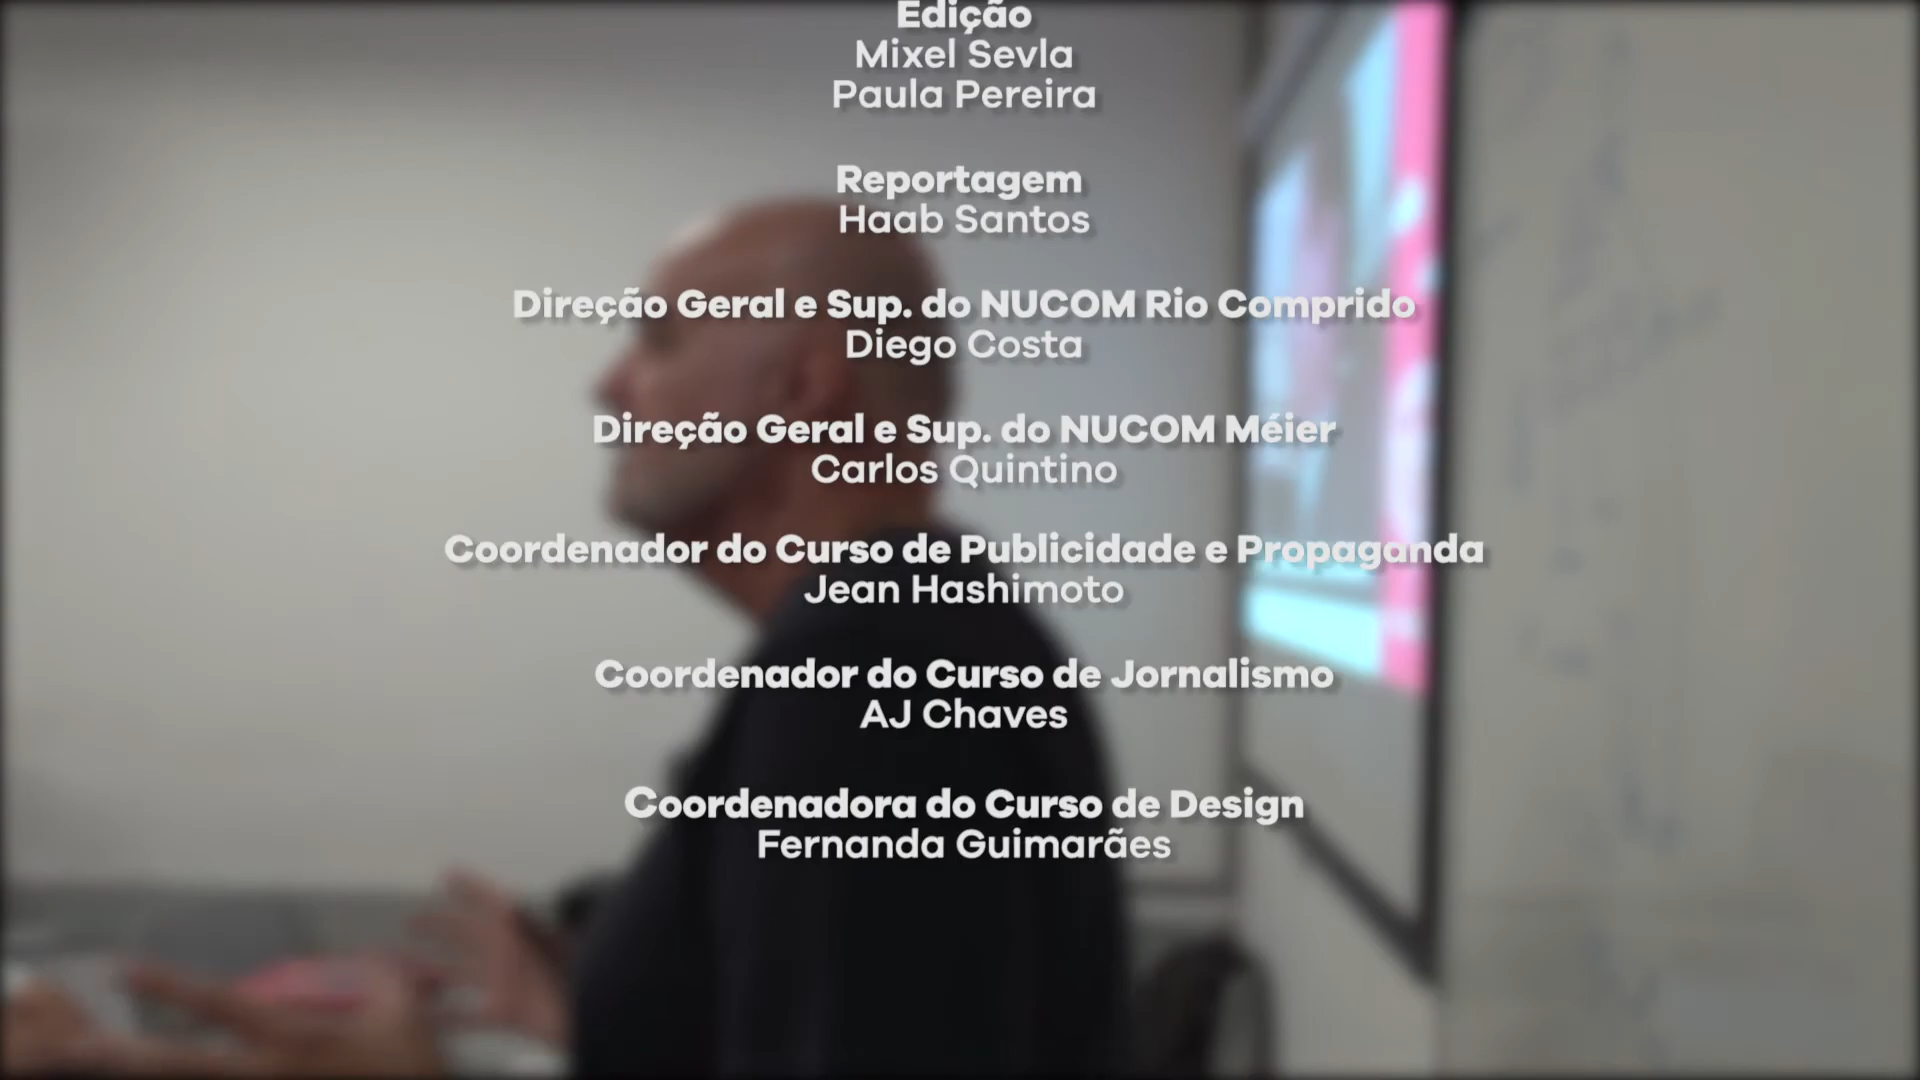 Edição
Mixel Sevla
Paula Pereira
Reportagem
Haab Santos
Direção Geral e Sup. do NUCOM Rio Comprido
Diego Costa
Direção Geral e Sup. do NUCOM Méier
Carlos Quintino
Coordenador do Curso de Publicidade e Propaganda
Jean Hashimoto
Coordenador do Curso de Jornalismo
AJ Chaves
Coordenadora do Curso de Design
Fernanda Guimarães